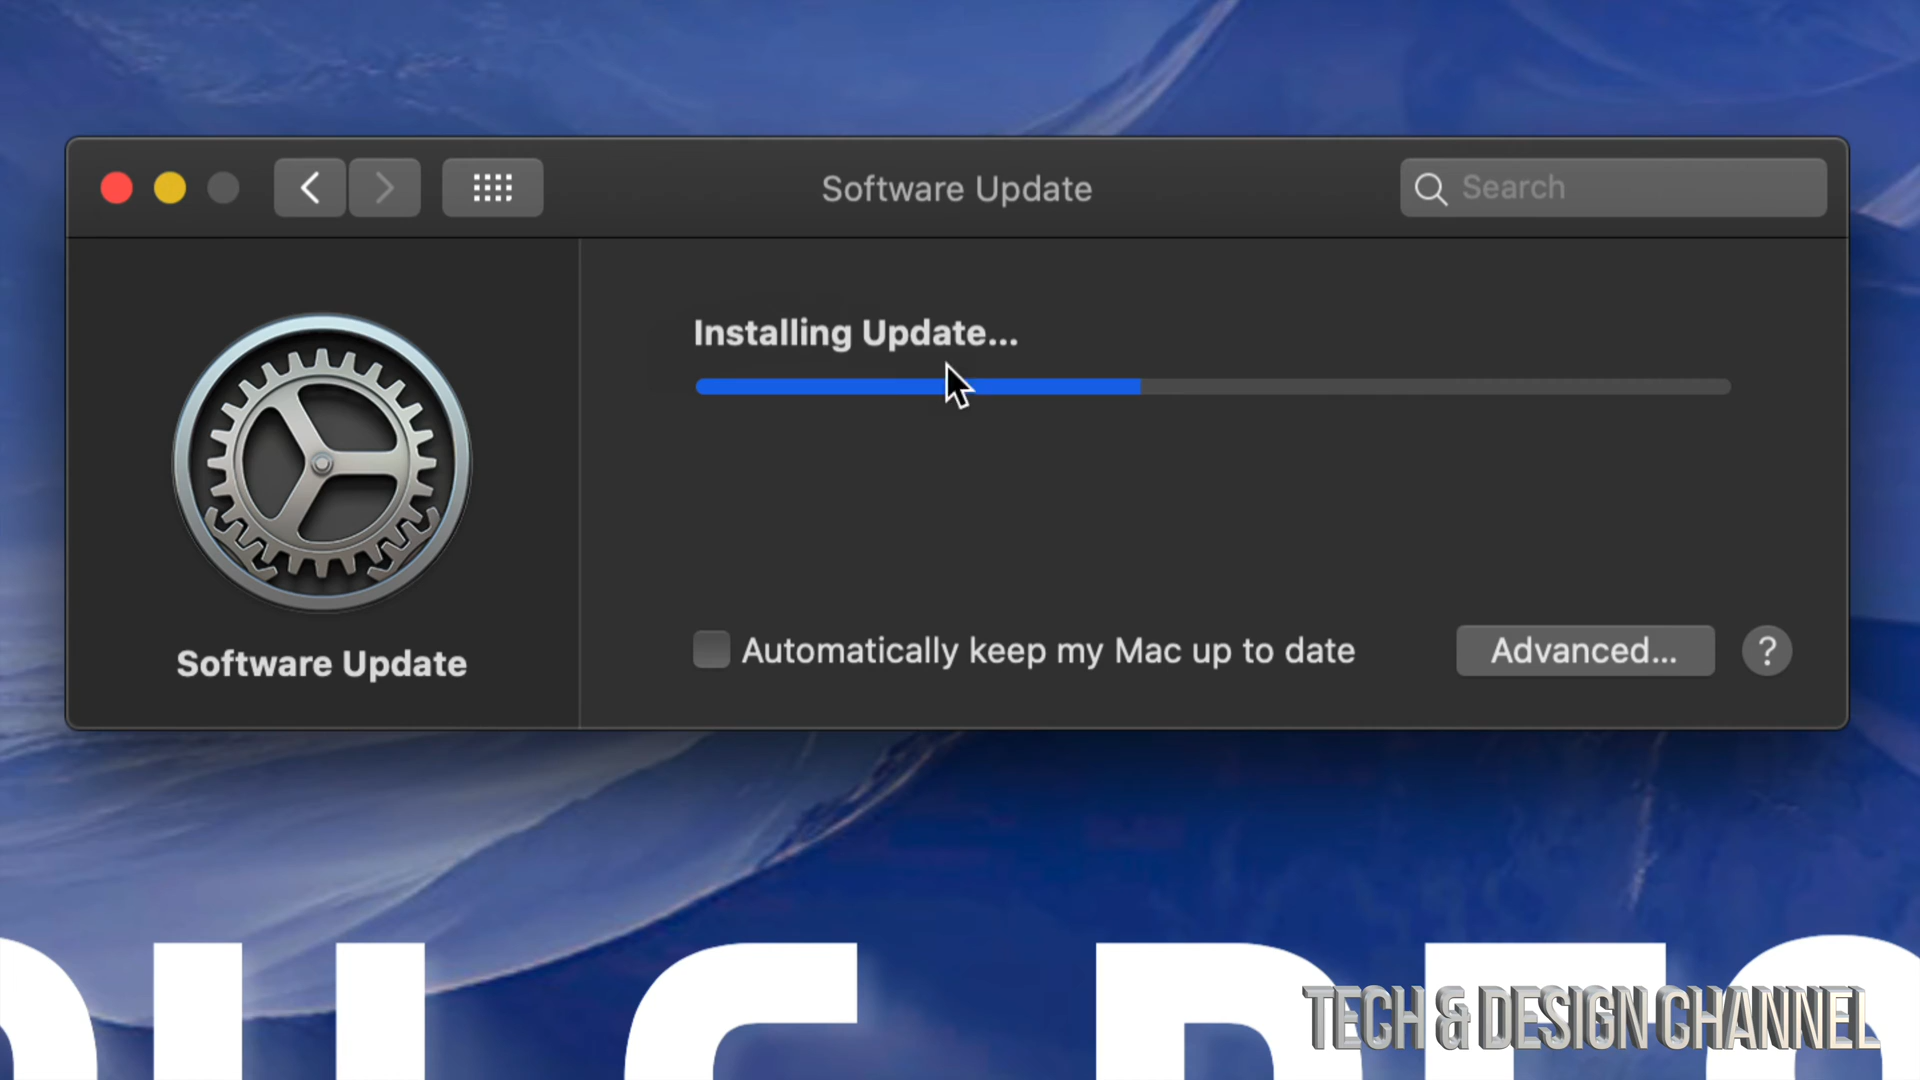 Software Update
Search
Installing Update...
Automatically keep my Mac up to date
Advanced...
?
Software Update
TECH & DESIGN CHANNEL